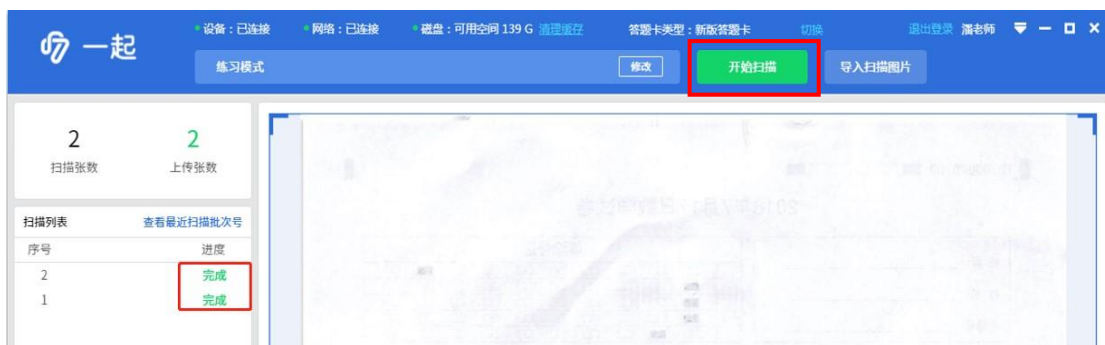 一起
设备：已连接 网络：已连接 磁盘：可用空间 139 G 清理缓存 答题卡类型：新版答题卡 切换 退出登录 潘老师
练习模式 修改 开始扫描 导入扫描图片
2 2
扫描张数 上传张数
扫描列表 查看最近扫描批次号
序号 进度
2 完成
1 完成